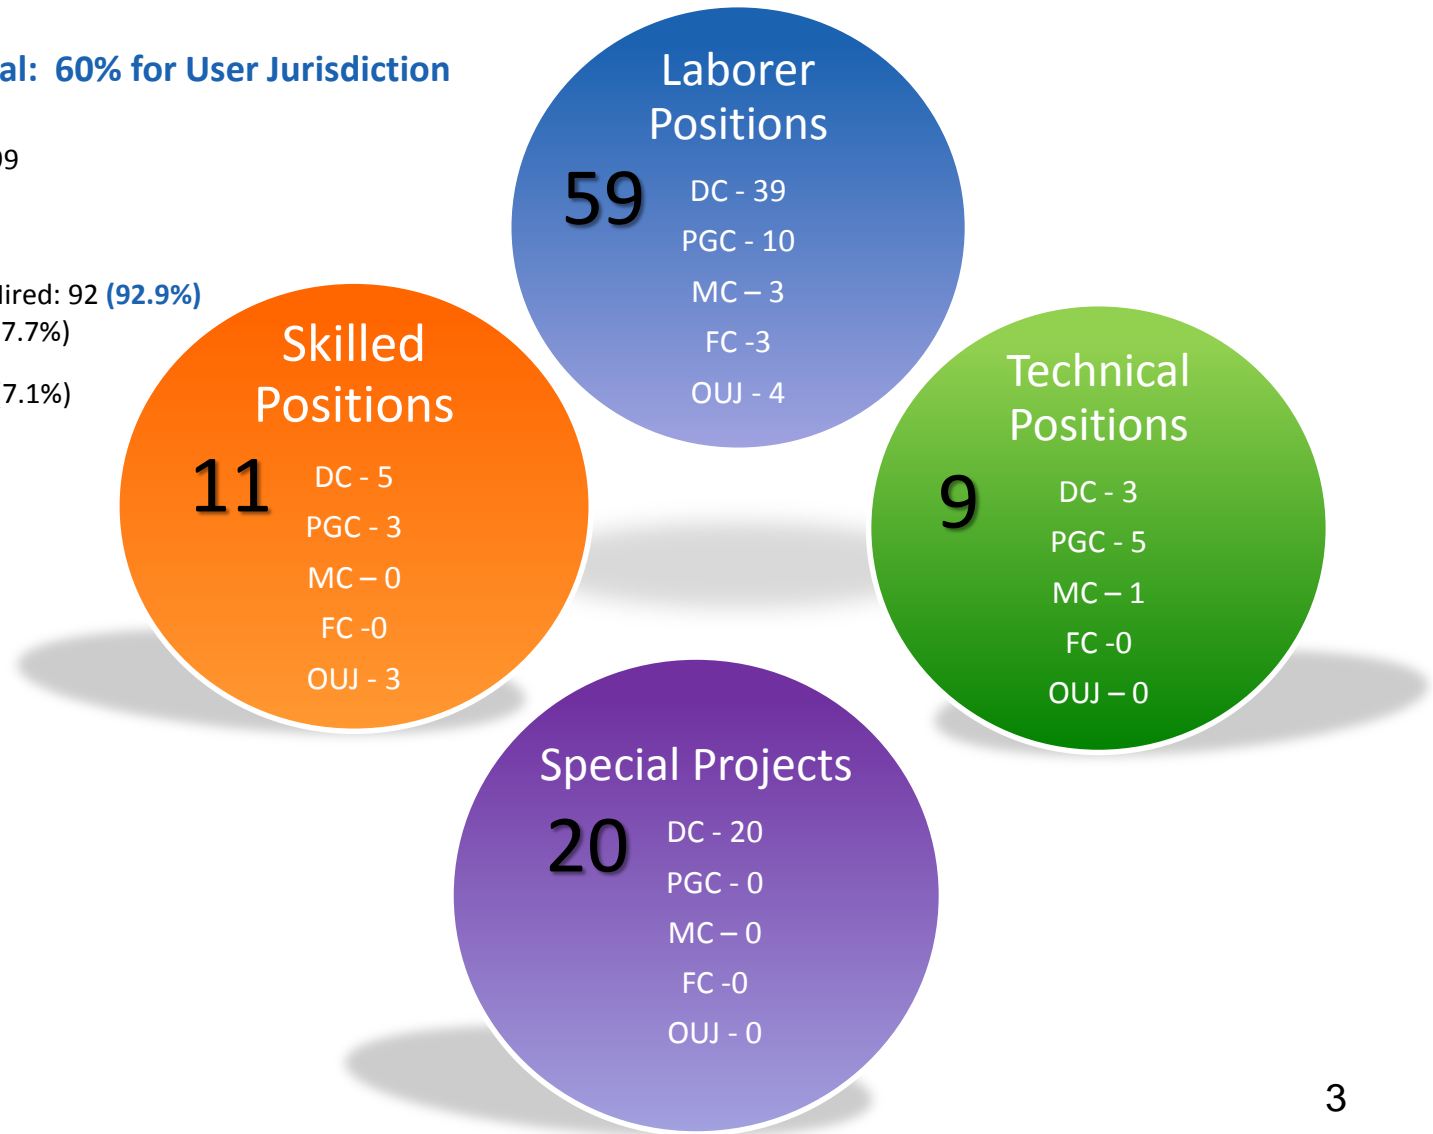 al: 60% for User Jurisdiction
99
Hired: 92 (92.9%)
7.7%)
7.1%)
Laborer
Positions
59
DC - 39
PGC - 10
MC – 3
FC -3
OUJ - 4
Skilled
Positions
11
DC - 5
PGC - 3
MC – 0
FC -0
OUJ - 3
Technical
Positions
9
DC - 3
PGC - 5
MC – 1
FC -0
OUJ – 0
Special Projects
20
DC - 20
PGC - 0
MC – 0
FC -0
OUJ - 0
3